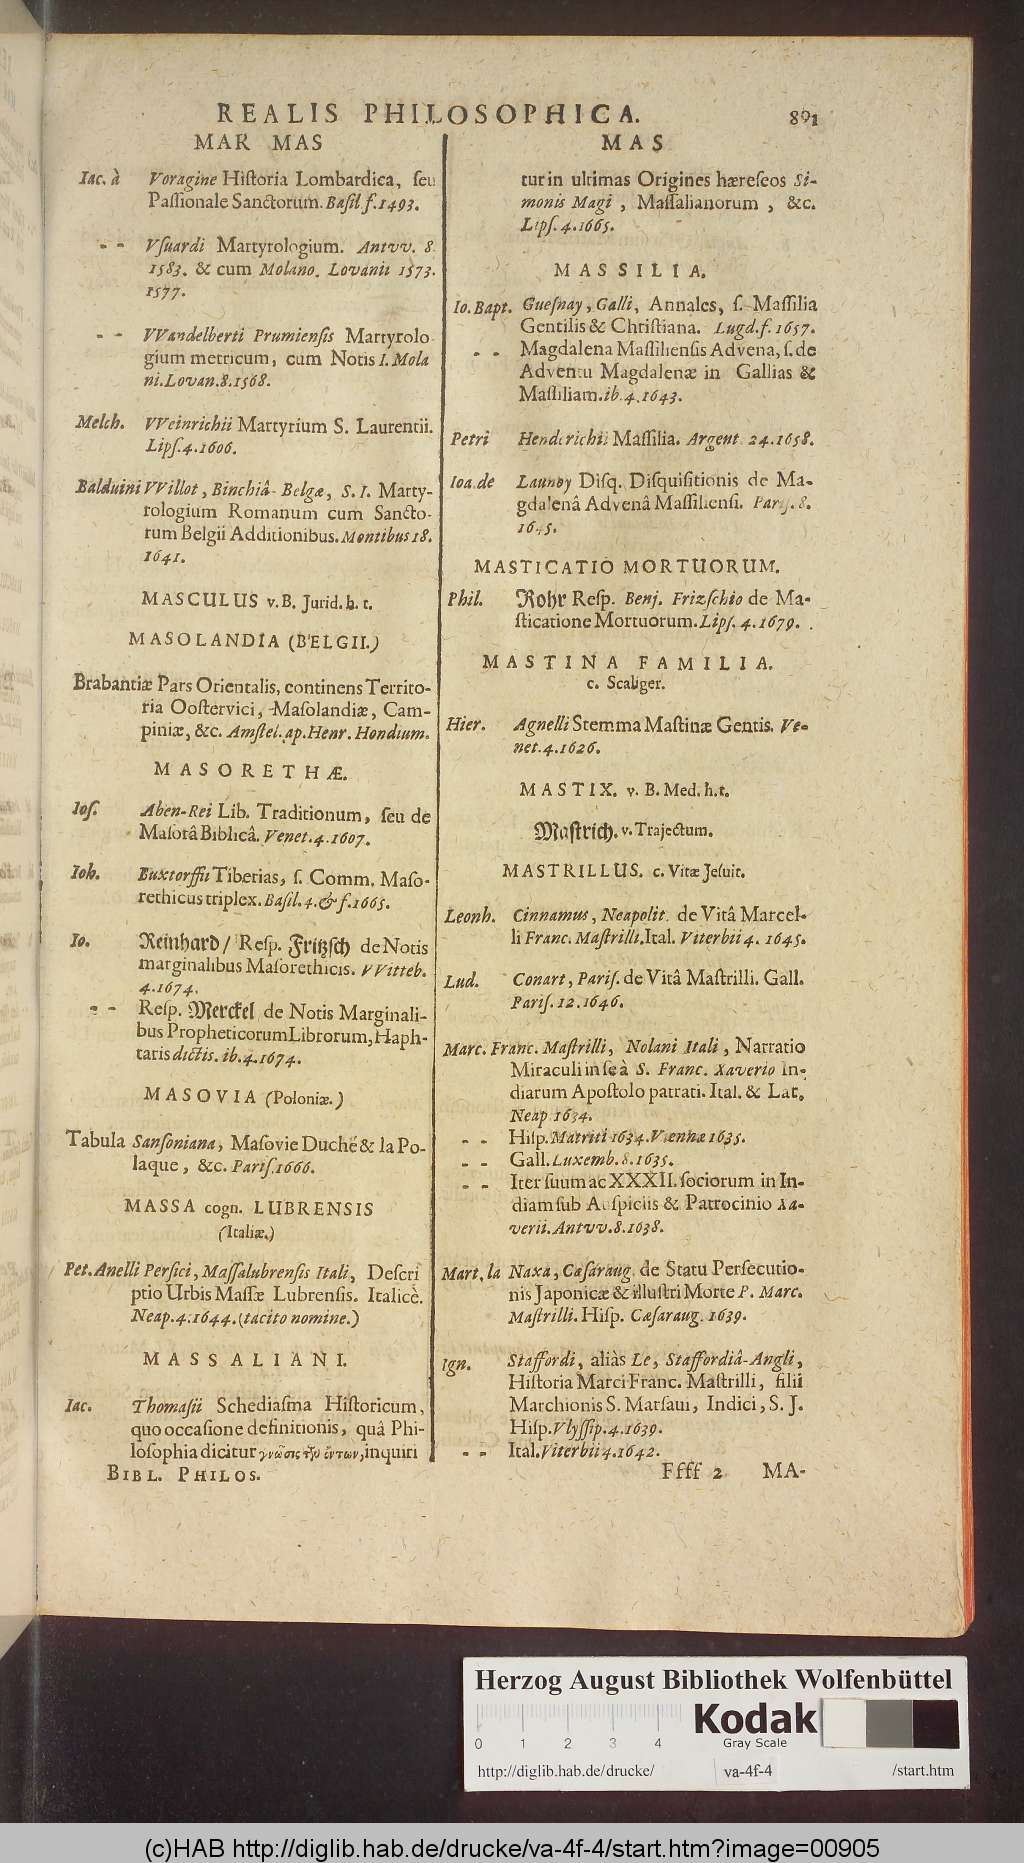 REALIS PHILOSOPHICA.
891
MAR MAS
Iac. à Voragine Hiſtoria Lombardica, ſeu
Paſſionale Sanctorum. Baſil f. 1493.
- - Vſuardi Martyrologium. Antvv. 8.
1583. & cum Molano. Lovanii 1573.
1577.
- - VVandelberti Prumienſis Martyrolo
gium metricum, cum Notis I. Mola
ni. Lovan. 8. 1568.
Melch. VVeinrichii Martyrium S. Laurentii.
Lipſ. 4. 1606.
Balduini VVillot, Binchiâ-Belgæ, S. I. Marty-
rologium Romanum cum Sancto-
rum Belgii Additionibus. Montibus 18.
1641.
MASCULUS v. B. Jurid. h. t.
MASOLANDIA (BELGII.)
Brabantiæ Pars Orientalis, continens Territo-
ria Ooſtervici, Maſolandiæ, Cam-
piniæ, &c. Amſtel. ap. Henr. Hondium.
MASORETHÆ.
Ioſ. Aben-Rei Lib. Traditionum, ſeu de
Maſorâ Biblicâ. Venet. 4. 1607.
Ioh. Buxtorffii Tiberias, ſ. Comm. Maſo-
rethicus triplex. Baſil. 4. & f. 1665.
Io. Reinhard / Reſp. Fritzſch de Notis
marginalibus Maſorethicis. VVitteb.
4. 1674.
- - Reſp. Merckel de Notis Marginali-
bus Propheticorum Librorum, Haph-
taris dictis. ib. 4. 1674.
MASOVIA (Poloniæ.)
Tabula Sanſoniana, Maſovie Duchè & la Po-
laque, &c. Pariſ. 1666.
MASSA cogn. LUBRENSIS
(Italiæ.)
Pet. Anelli Perſici, Maſſalubrenſis Itali, Deſcri
ptio Urbis Maſſæ Lubrenſis. Italicè.
Neap. 4. 1644. (tacito nomine.)
MASSALIANI.
Iac. Thomaſii Schediaſma Hiſtoricum,
quo occaſione definitionis, quâ Phi-
loſophia dicitur γνῶσις τῶν ὄντων, inquiri
BIBL. PHILOS.
MAS
tur in ultimas Origines hæreſeos Si-
monis Magi, Maſſalianorum, &c.
Lipſ. 4. 1665.
MASSILIA.
Io. Bapt. Gueſnay, Galli, Annales, ſ. Maſſilia
Gentilis & Chriſtiana. Lugd. f. 1657.
- - Magdalena Maſſilienſis Advena, ſ. de
Adventu Magdalenæ in Gallias &
Maſſiliam. ib. 4. 1643.
Petri Henderichii Maſſilia. Argent. 24. 1658.
Ioa. de Launoy Diſq. Diſquiſitionis de Ma-
gdalenâ Advenâ Maſſilienſi. Pariſ. 8.
1645.
MASTICATIO MORTUORUM.
Phil. Rohr Reſp. Benj. Frizſchio de Ma-
ſticatione Mortuorum. Lipſ. 4. 1679.
MASTINA FAMILIA.
c. Scaliger.
Hier. Agnelli Stemma Maſtinæ Gentis. Ve-
net. 4. 1626.
MASTIX. v. B. Med. h. t.
Maſtrich. v. Trajectum.
MASTRILLUS. c. Vitæ Jeſuit.
Leonh. Cinnamus, Neapolit. de Vitâ Marcel-
li Franc. Maſtrilli. Ital. Viterbii 4. 1645.
Lud. Conart, Pariſ. de Vitâ Maſtrilli. Gall.
Pariſ. 12. 1646.
Marc. Franc. Maſtrilli, Nolani Itali, Narratio
Miraculi in ſe à S. Franc. Xaverio In-
diarum Apoſtolo patrati. Ital. & Lat.
Neap 1634.
- - Hiſp. Matriti 1634. Viennæ 1635.
- - Gall. Luxemb. 8. 1635.
- - Iter ſuum ac XXXII. ſociorum in In-
diam ſub Auſpiciis & Patrocinio Xa-
verii. Antvv. 8. 1638.
Mart. la Naxa, Cæſaraug. de Statu Perſecutio-
nis Japonicæ & illuſtri Morte P. Marc.
Maſtrilli. Hiſp. Cæſaraug. 1639.
Ign. Staffordi, aliàs Le, Staffordiâ-Angli,
Hiſtoria Marci Franc. Maſtrilli, filii
Marchionis S. Marſaui, Indici, S. J.
Hiſp. Vlyſſip. 4. 1639.
- - Ital. Viterbii 4. 1642.
Ffff 2 MA-
Herzog August Bibliothek Wolfenbüttel
Kodak
Gray Scale
0 1 2 3 4
http://diglib.hab.de/drucke/ va-4f-4 /start.htm
(c)HAB http://diglib.hab.de/drucke/va-4f-4/start.htm?image=00905